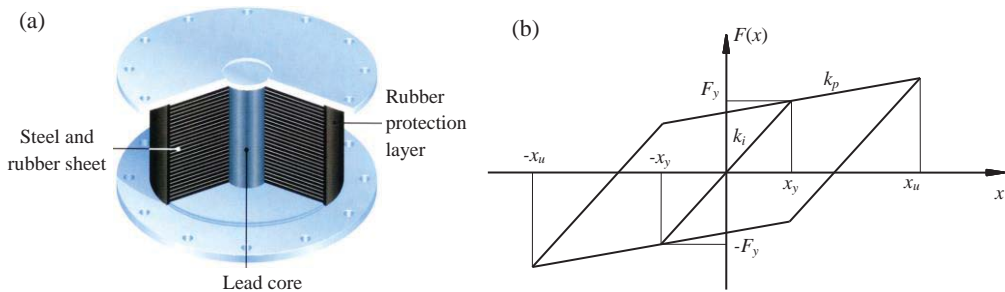 (a)
Steel and
rubber sheet
Rubber
protection
layer
Lead core
(b)
F(x)
F_y
k_p
k_i
-x_u
-x_y
x_y
x_u
x
-F_y